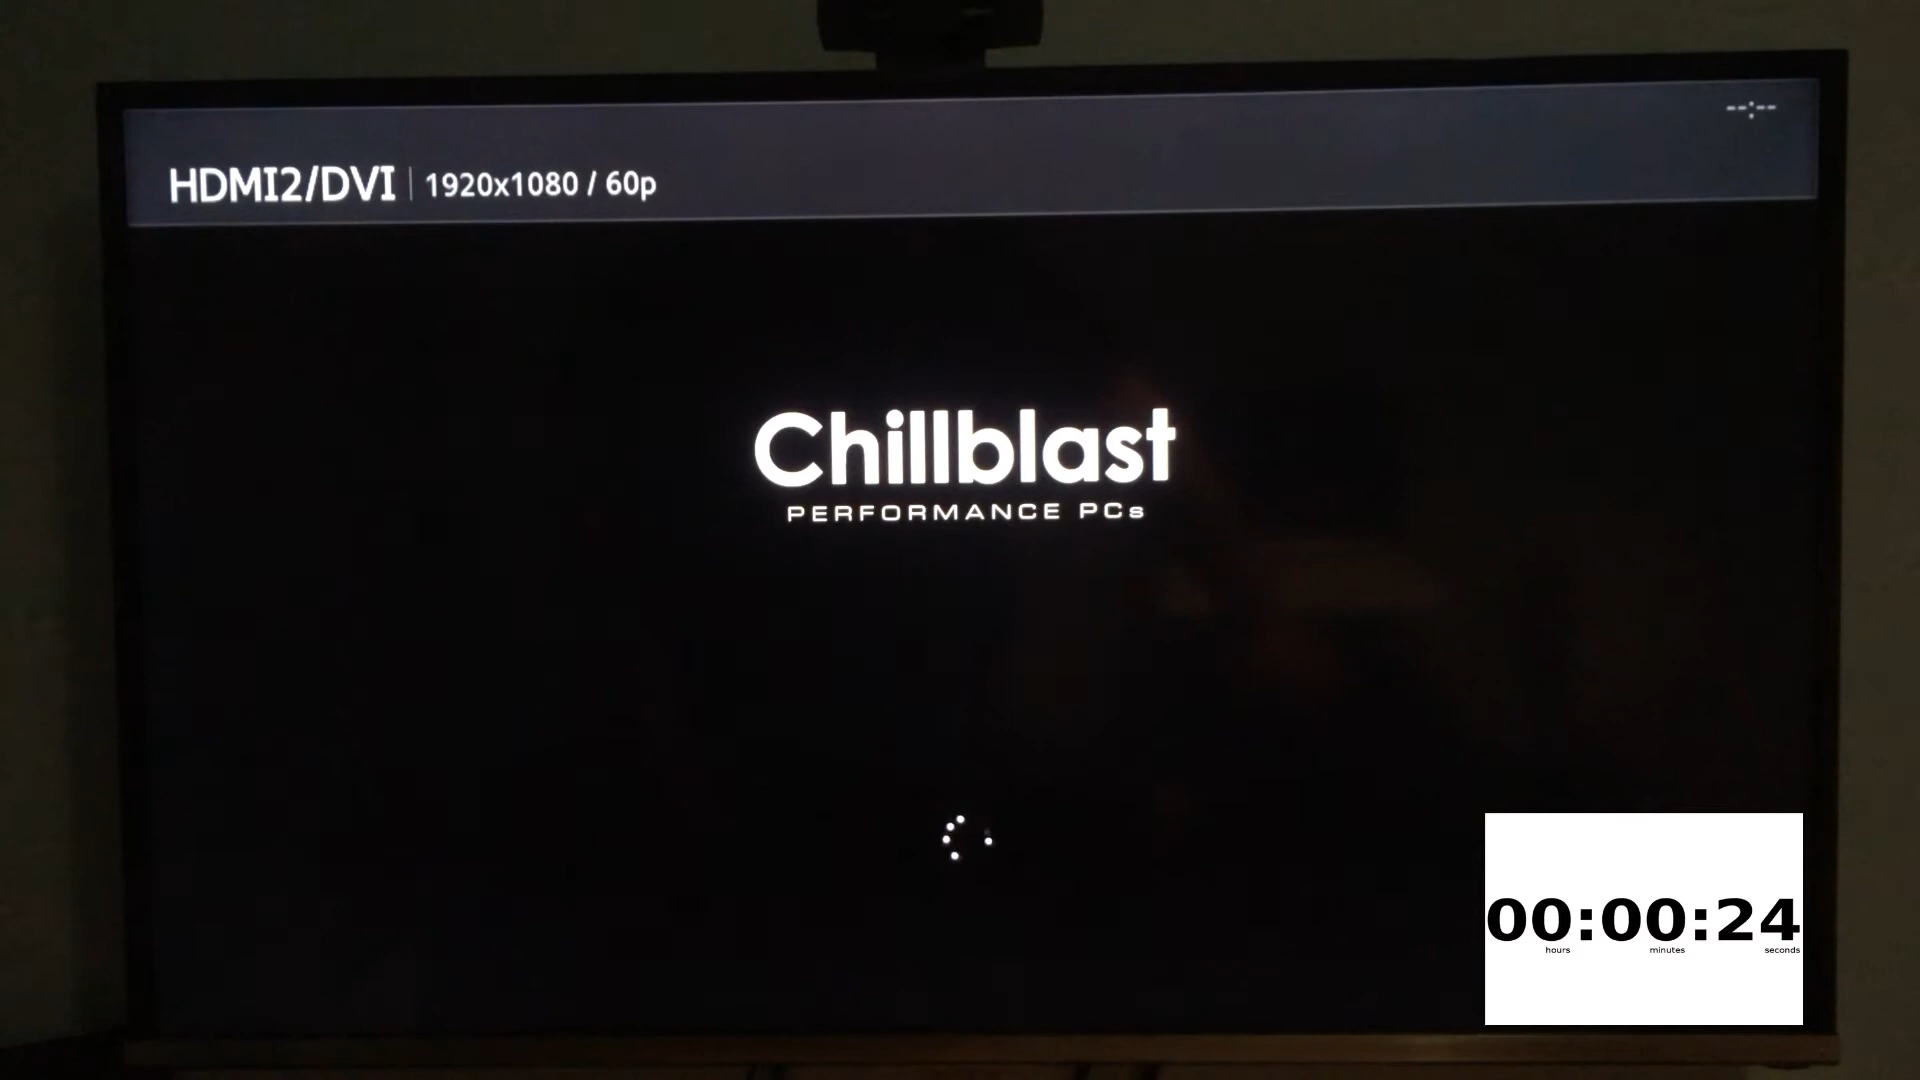 --:--
HDMI2/DVI | 1920x1080 / 60p
Chillblast
PERFORMANCE PCs
00:00:24
hours minutes seconds